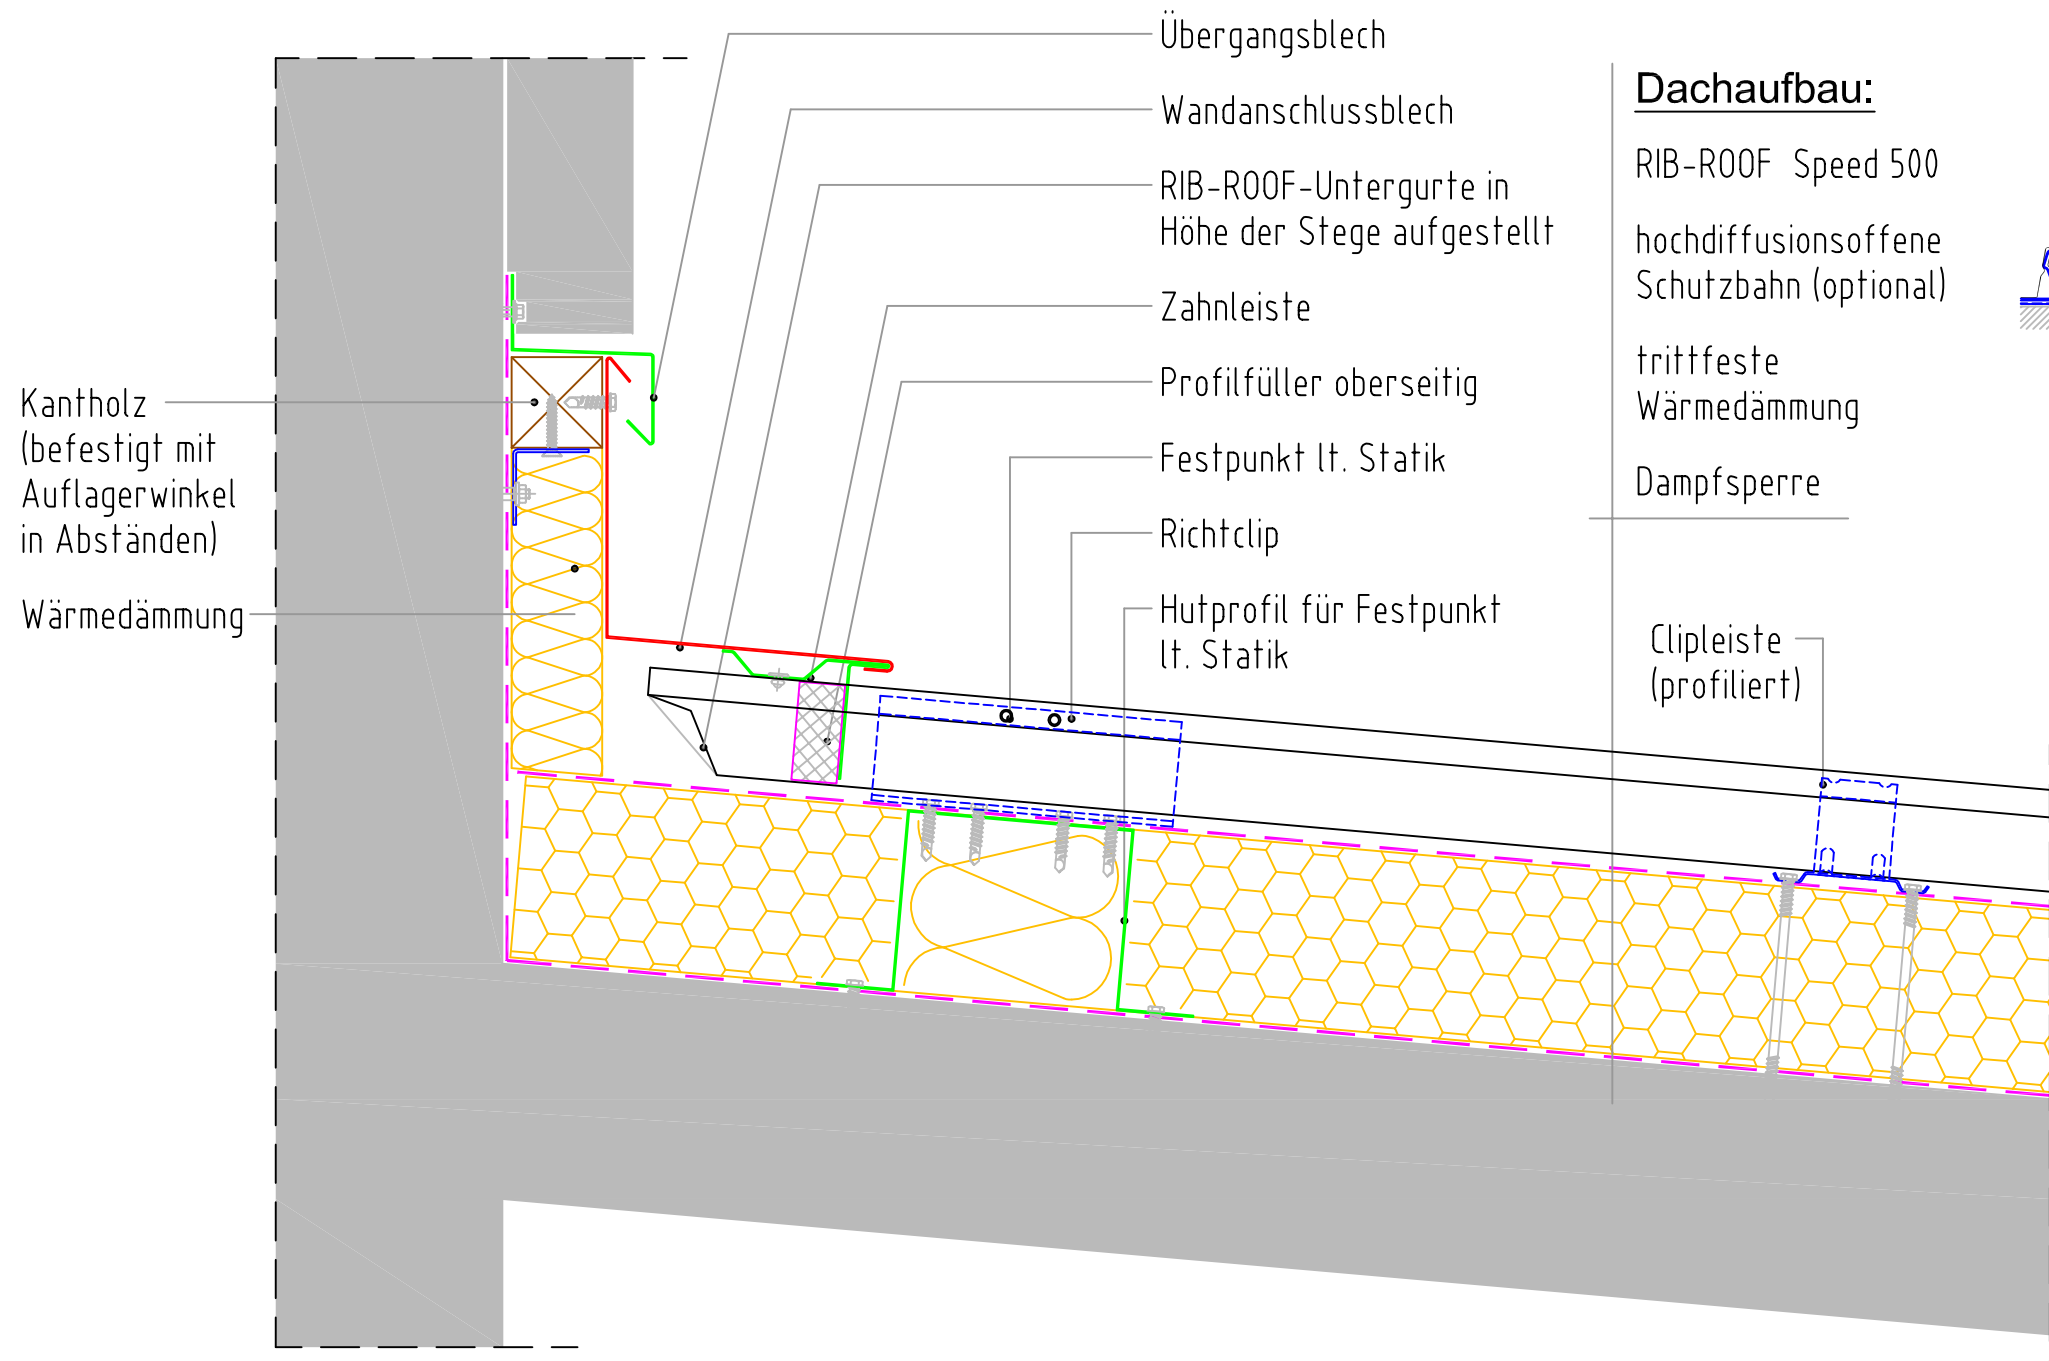 Übergangsblech
Wandanschlussblech
RIB-ROOF-Untergurte in
Höhe der Stege aufgestellt
Zahnleiste
Profilfüller oberseitig
Festpunkt lt. Statik
Richtclip
Hutprofil für Festpunkt
lt. Statik
Kantholz
(befestigt mit
Auflagerwinkel
in Abständen)
Wärmedämmung
Dachaufbau:
RIB-ROOF Speed 500
hochdiffusionsoffene
Schutzbahn (optional)
trittfeste
Wärmedämmung
Dampfsperre
Clipleiste
(profiliert)